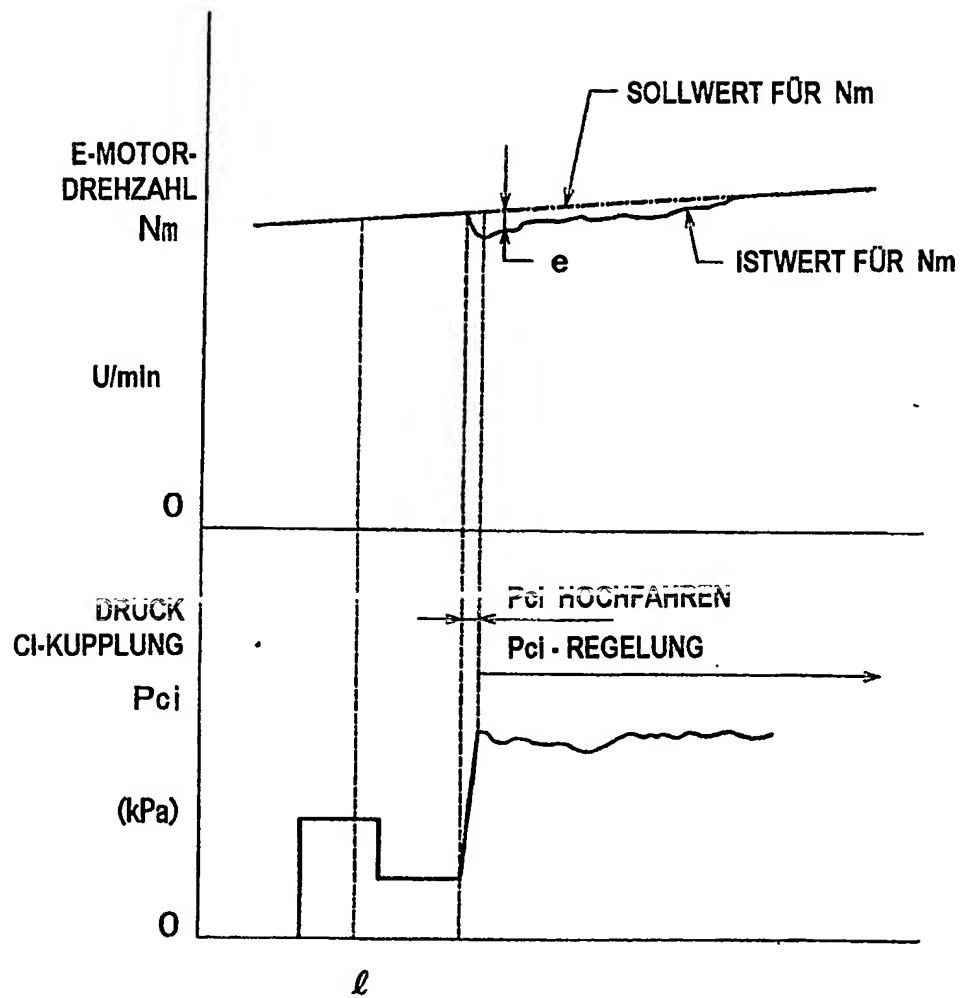 SOLLWERT FÜR Nm
E-MOTOR-
DREHZAHL
Nm
e
ISTWERT FÜR Nm
U/min
0
DRUCK
CI-KUPPLUNG
Pci HOCHFAHREN
Pci - REGELUNG
Pci
(kPa)
0
ℓ